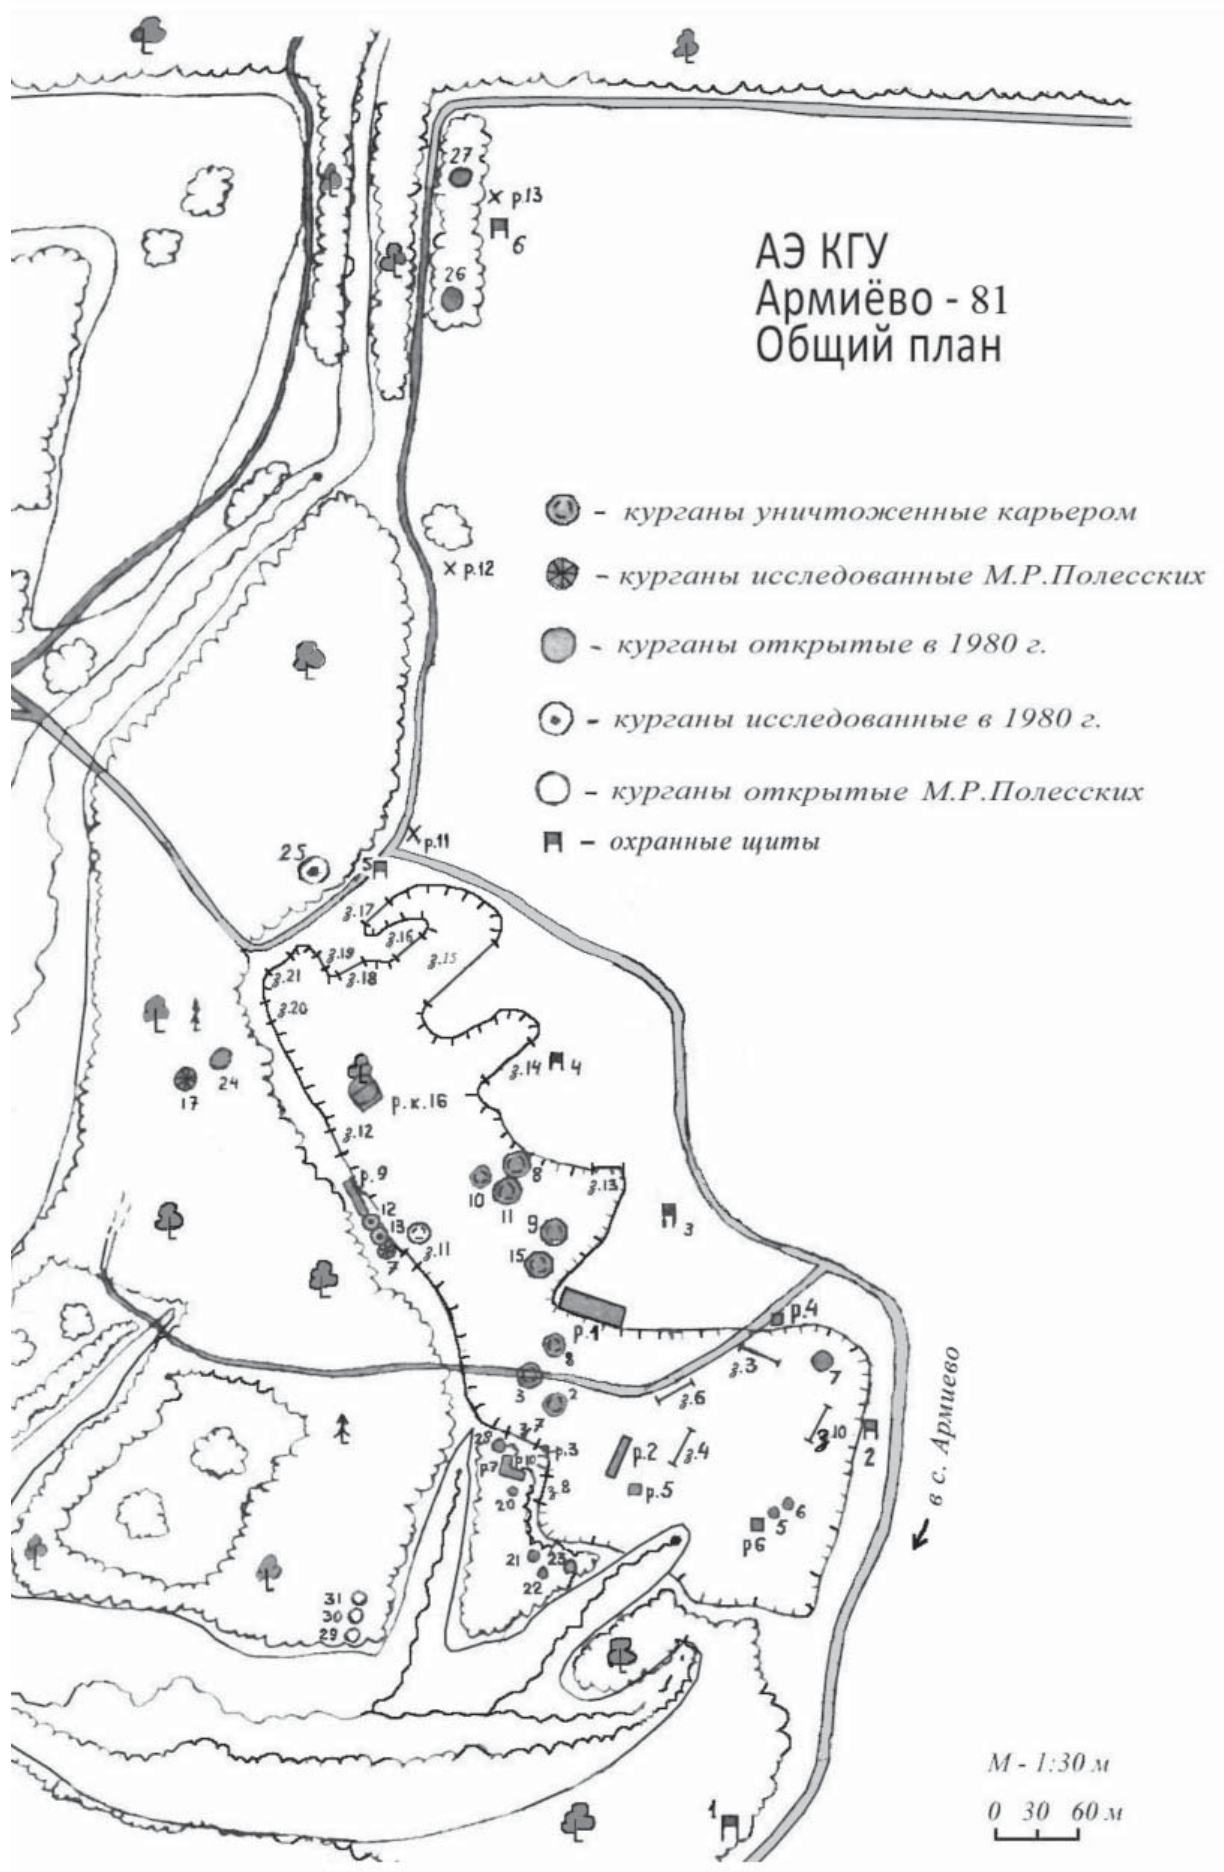 27
р.13
6
26
АЭ КГУ
Армиёво - 81
Общий план
- курганы уничтоженные карьером
- курганы исследованные М.Р.Полесских
р.12
- курганы открытые в 1980 г.
- курганы исследованные в 1980 г.
- курганы открытые М.Р.Полесских
- охранные щиты
р.11
25
5
з.17
з.16
з.15
з.19
з.18
з.21
з.20
з.14
4
24
17
р.к.16
з.12
р.9
8
10
11
з.13
12
13
9
3
з.11
7
15
р.4
р.1
8
з.3
7
3
2
з.6
з.10
2
з.7
28
р.3
р.2
з.4
р.10
р.7
з.8
20
р.5
6
5
р6
21
23
22
31
30
29
в с. Армиево
1
М - 1:30 м
0 30 60 м